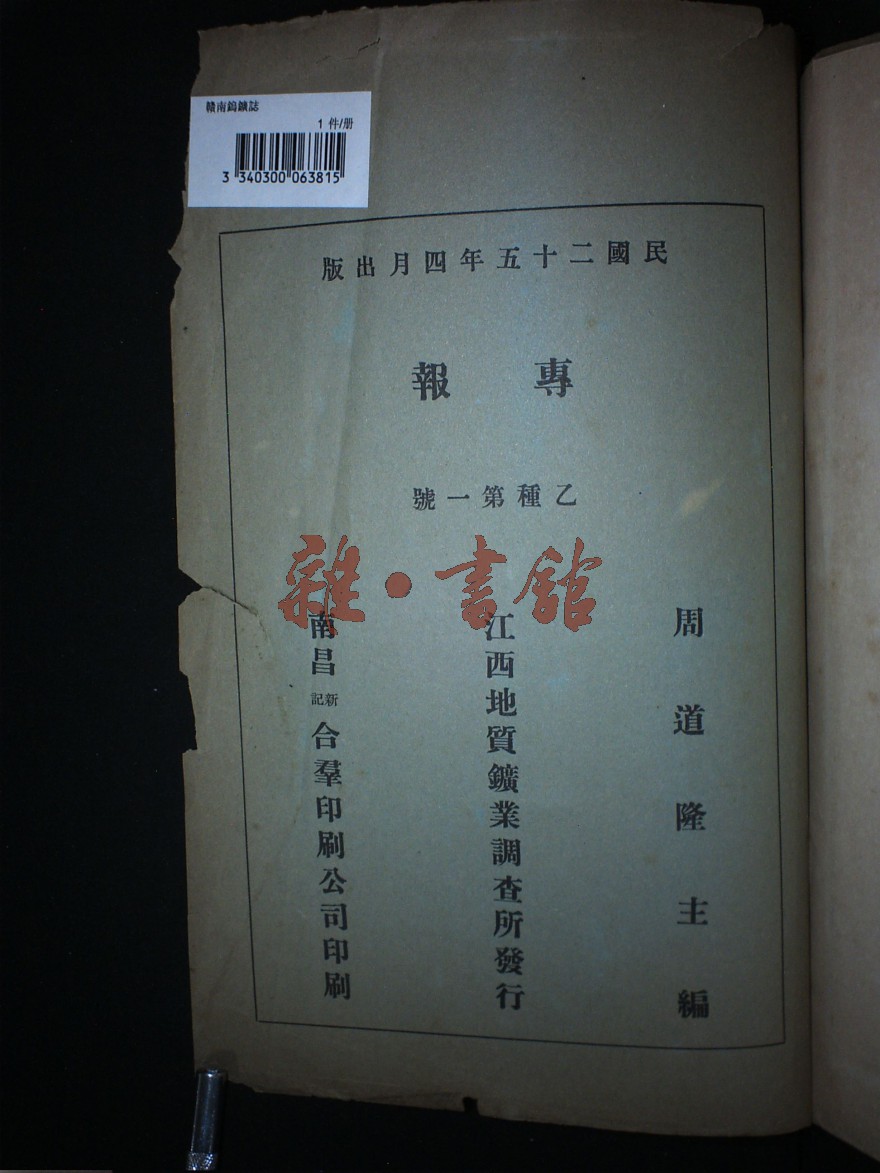 贛南鎢鑛誌
1 件/册
3 340300 063815
民國二十五年四月出版
專報
乙種第一號
雜·書館
周道隆主編
江西地質鑛業調查所發行
南昌新記合羣印刷公司印刷